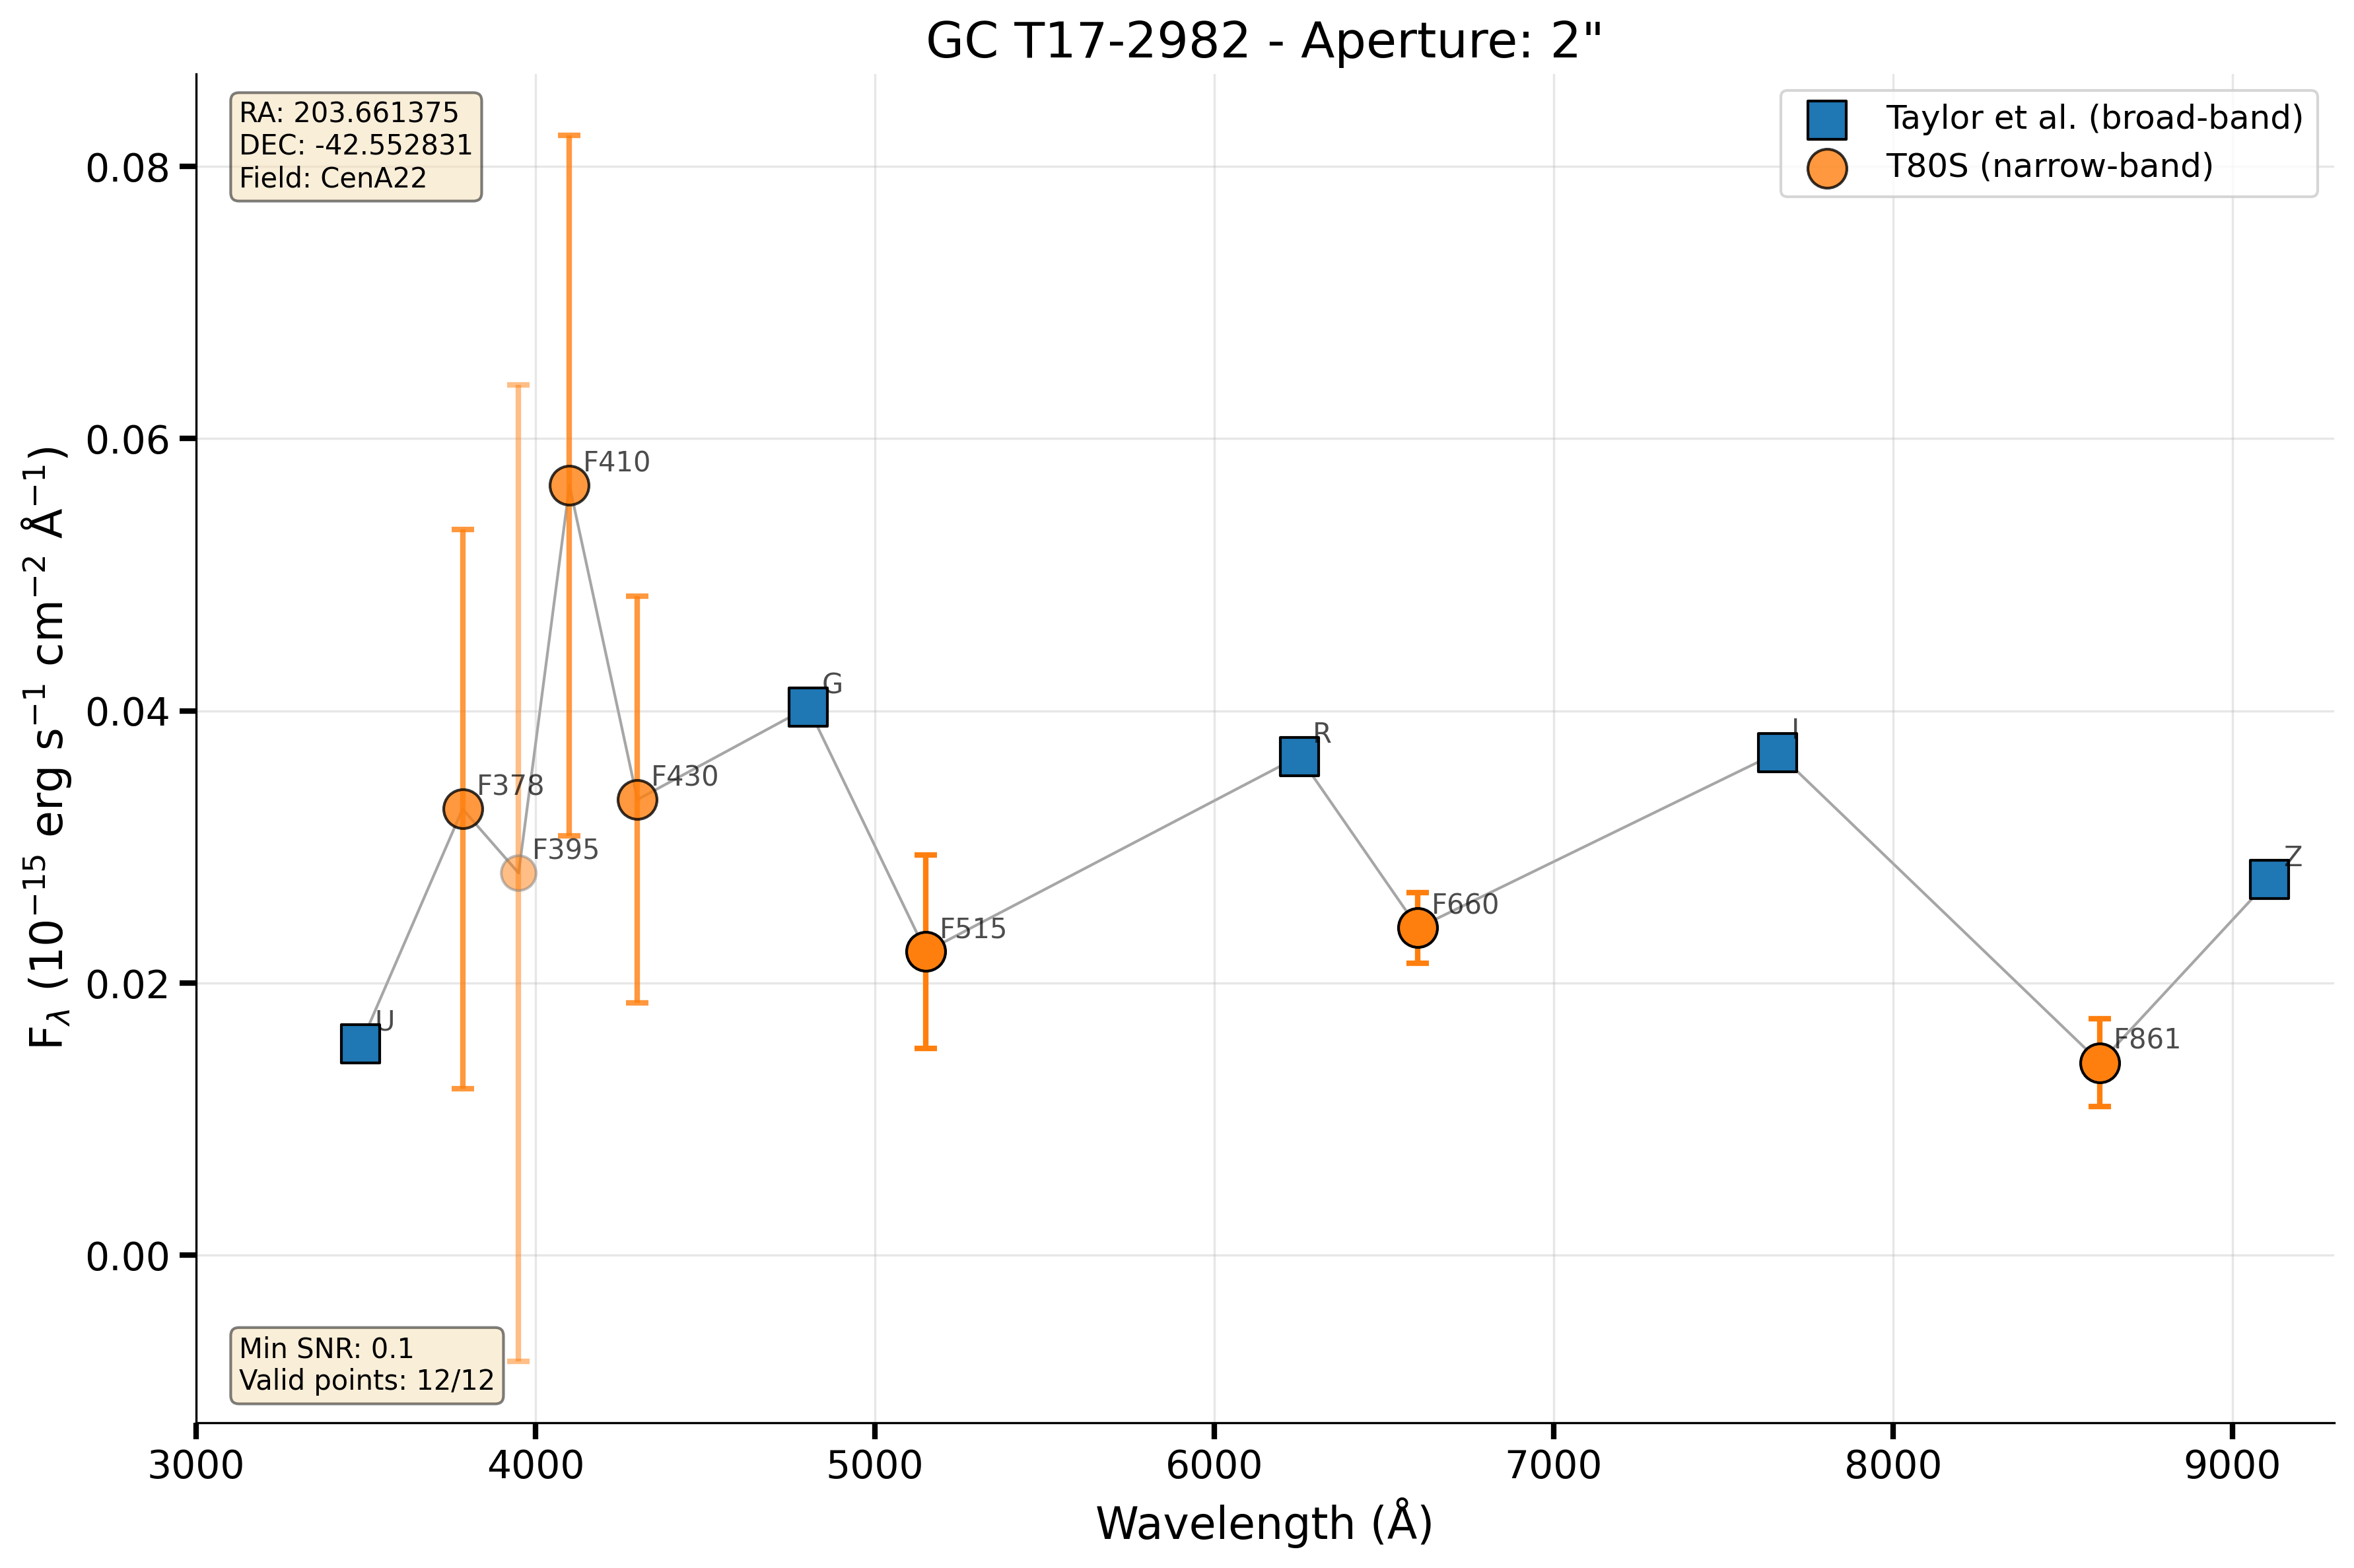 GC T17-2982 - Aperture: 2"
RA: 203.661375
DEC: -42.552831
Field: CenA22
Taylor et al. (broad-band)
T80S (narrow-band)
F_λ (10⁻¹⁵ erg s⁻¹ cm⁻² Å⁻¹)
0.08
0.06
0.04
0.02
0.00
F410
F378
F395
F430
G
U
F515
R
F660
I
F861
Z
Min SNR: 0.1
Valid points: 12/12
3000 4000 5000 6000 7000 8000 9000
Wavelength (Å)